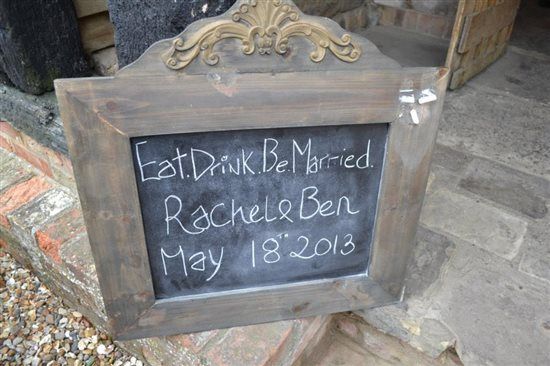 Eat.Drink.Be.Married.
Rachel & Ben
May 18th 2013